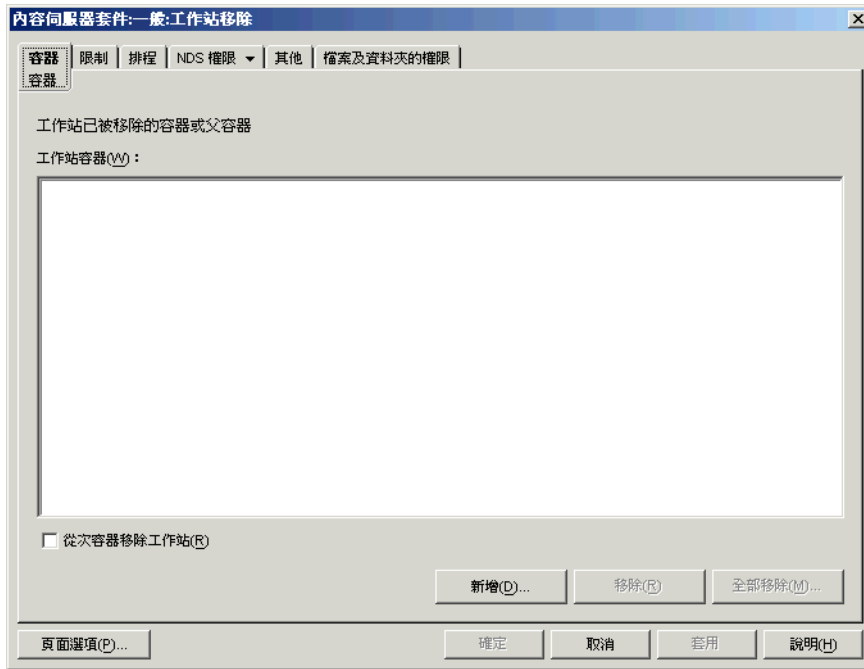 內容伺服器套件:一般:工作站移除
容器 限制 排程 NDS 權限 其他 檔案及資料夾的權限
容器
工作站已被移除的容器或父容器
工作站容器(W)：
從次容器移除工作站(R)
新增(D)... 移除(R) 全部移除(M)...
頁面選項(P)... 確定 取消 套用 說明(H)